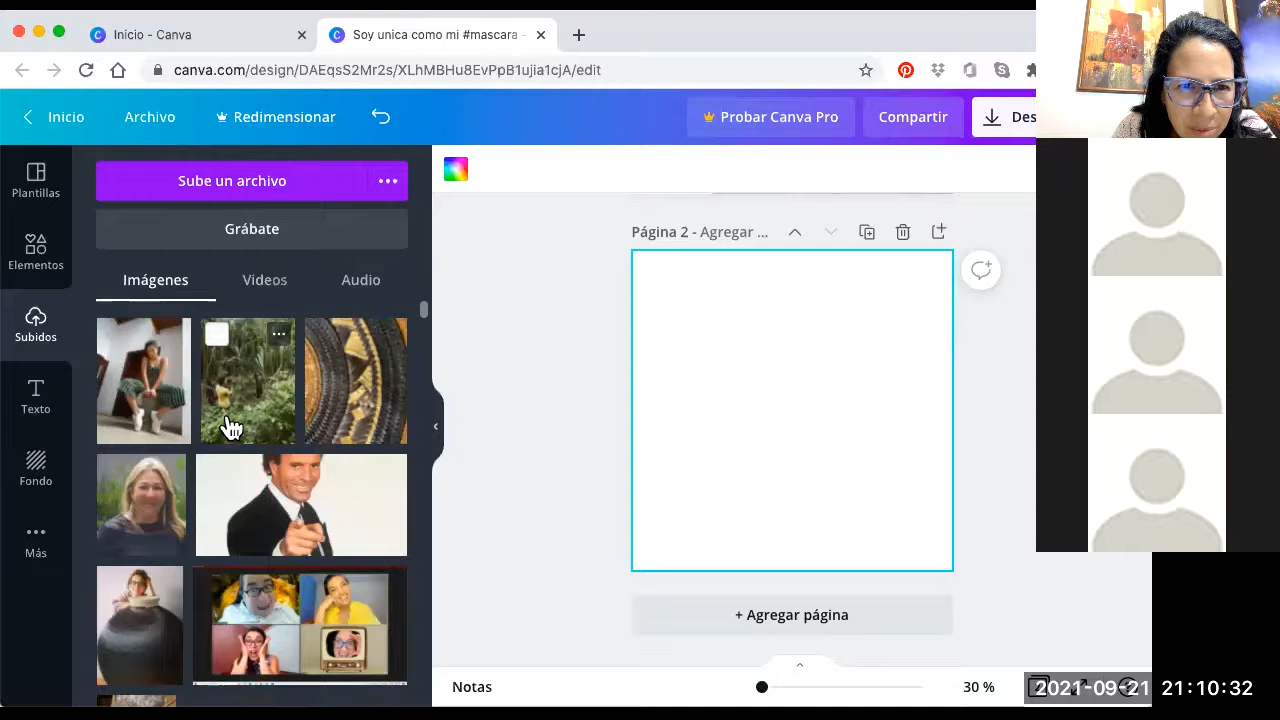 Inicio - Canva
Soy unica como mi #mascara -
canva.com/design/DAEqsS2Mr2s/XLhMBHu8EvPpB1ujia1cjA/edit
Inicio
Archivo
Redimensionar
Probar Canva Pro
Compartir
Des
Plantillas
Elementos
Subidos
Texto
Fondo
Más
Sube un archivo
Grábate
Imágenes
Videos
Audio
Página 2 - Agregar ...
+ Agregar página
Notas
30 %
2021-09-21 21:10:32